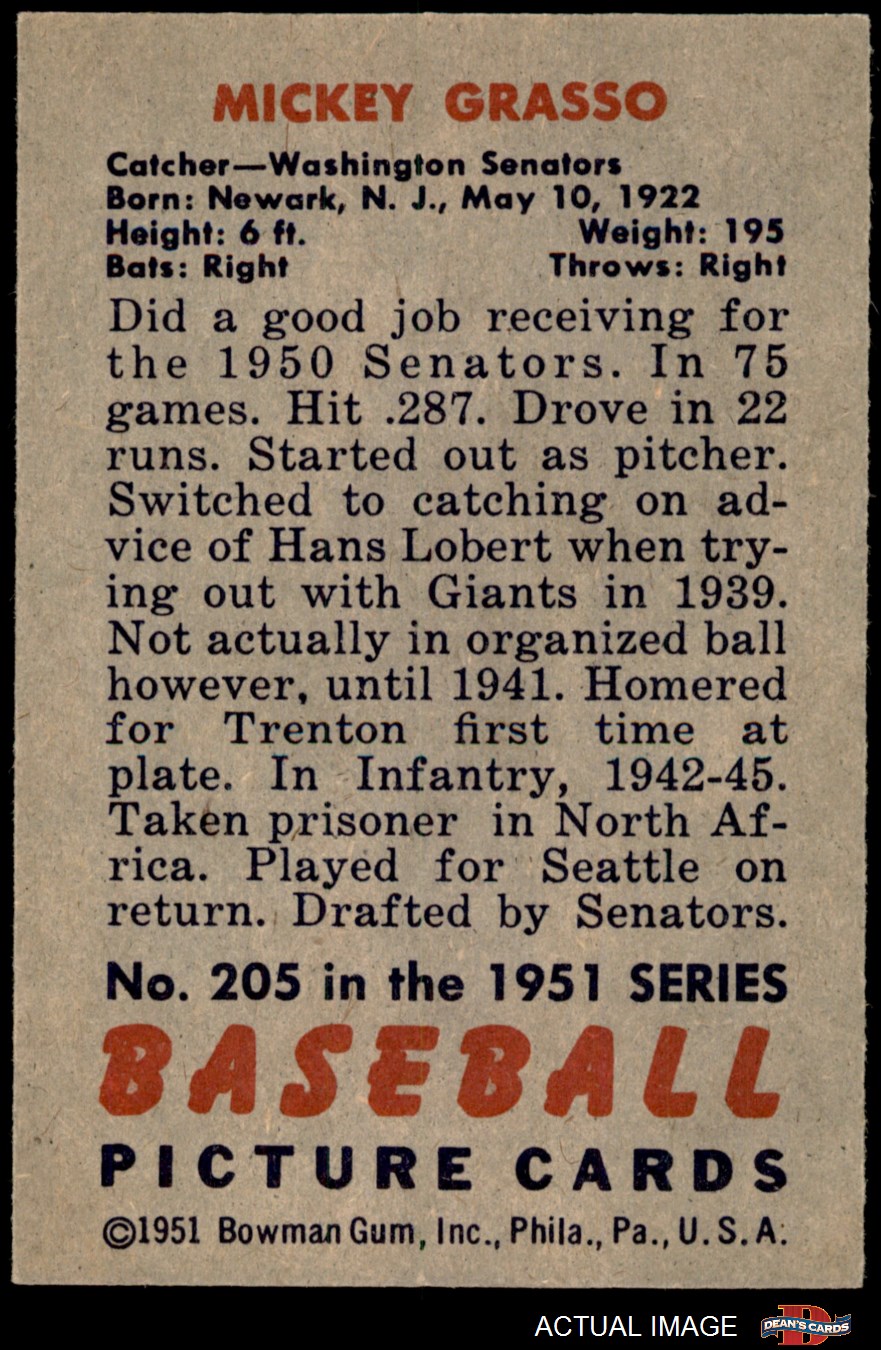 MICKEY GRASSO
Catcher—Washington Senators
Born: Newark, N. J., May 10, 1922
Height: 6 ft. Weight: 195
Bats: Right Throws: Right
Did a good job receiving for
the 1950 Senators. In 75
games. Hit .287. Drove in 22
runs. Started out as pitcher.
Switched to catching on ad-
vice of Hans Lobert when try-
ing out with Giants in 1939.
Not actually in organized ball
however, until 1941. Homered
for Trenton first time at
plate. In Infantry, 1942-45.
Taken prisoner in North Af-
rica. Played for Seattle on
return. Drafted by Senators.
No. 205 in the 1951 SERIES
BASEBALL
PICTURE CARDS
©1951 Bowman Gum, Inc., Phila., Pa., U.S.A.
ACTUAL IMAGE
D
DEAN'S CARDS